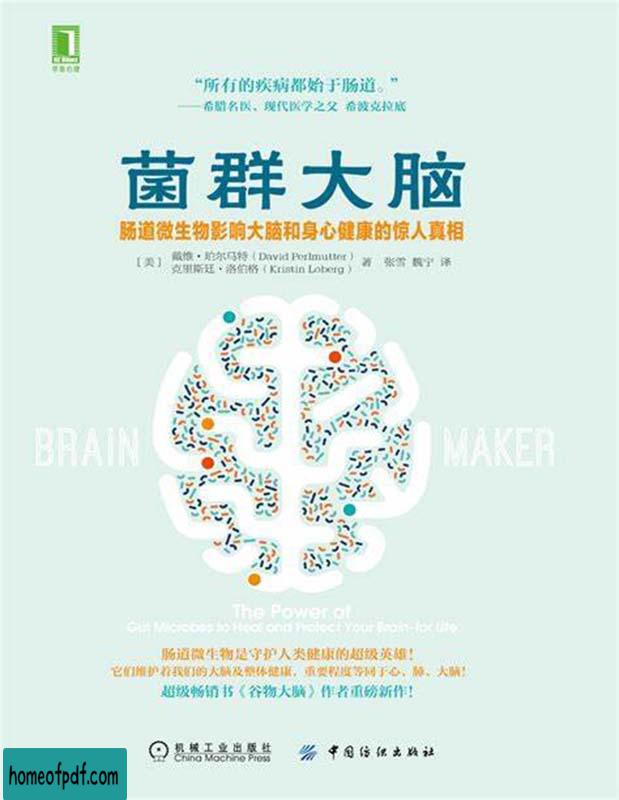 华章心理
“所有的疾病都始于肠道。”
——希腊名医、现代医学之父 希波克拉底
菌群大脑
肠道微生物影响大脑和身心健康的惊人真相
[美] 戴维·珀尔马特（David Perlmutter）
克里斯廷·洛伯格（Kristin Loberg） 著 张雪 魏宁 译
BRAIN MAKER
The Power of
Gut Microbes to Heal and Protect Your Brain-for Life
肠道微生物是守护人类健康的超级英雄！
它们维护着我们的大脑及整体健康，重要程度等同于心、肺、大脑！
超级畅销书《谷物大脑》作者重磅新作！
机械工业出版社
China Machine Press
中国纺织出版社
homeofpdf.com